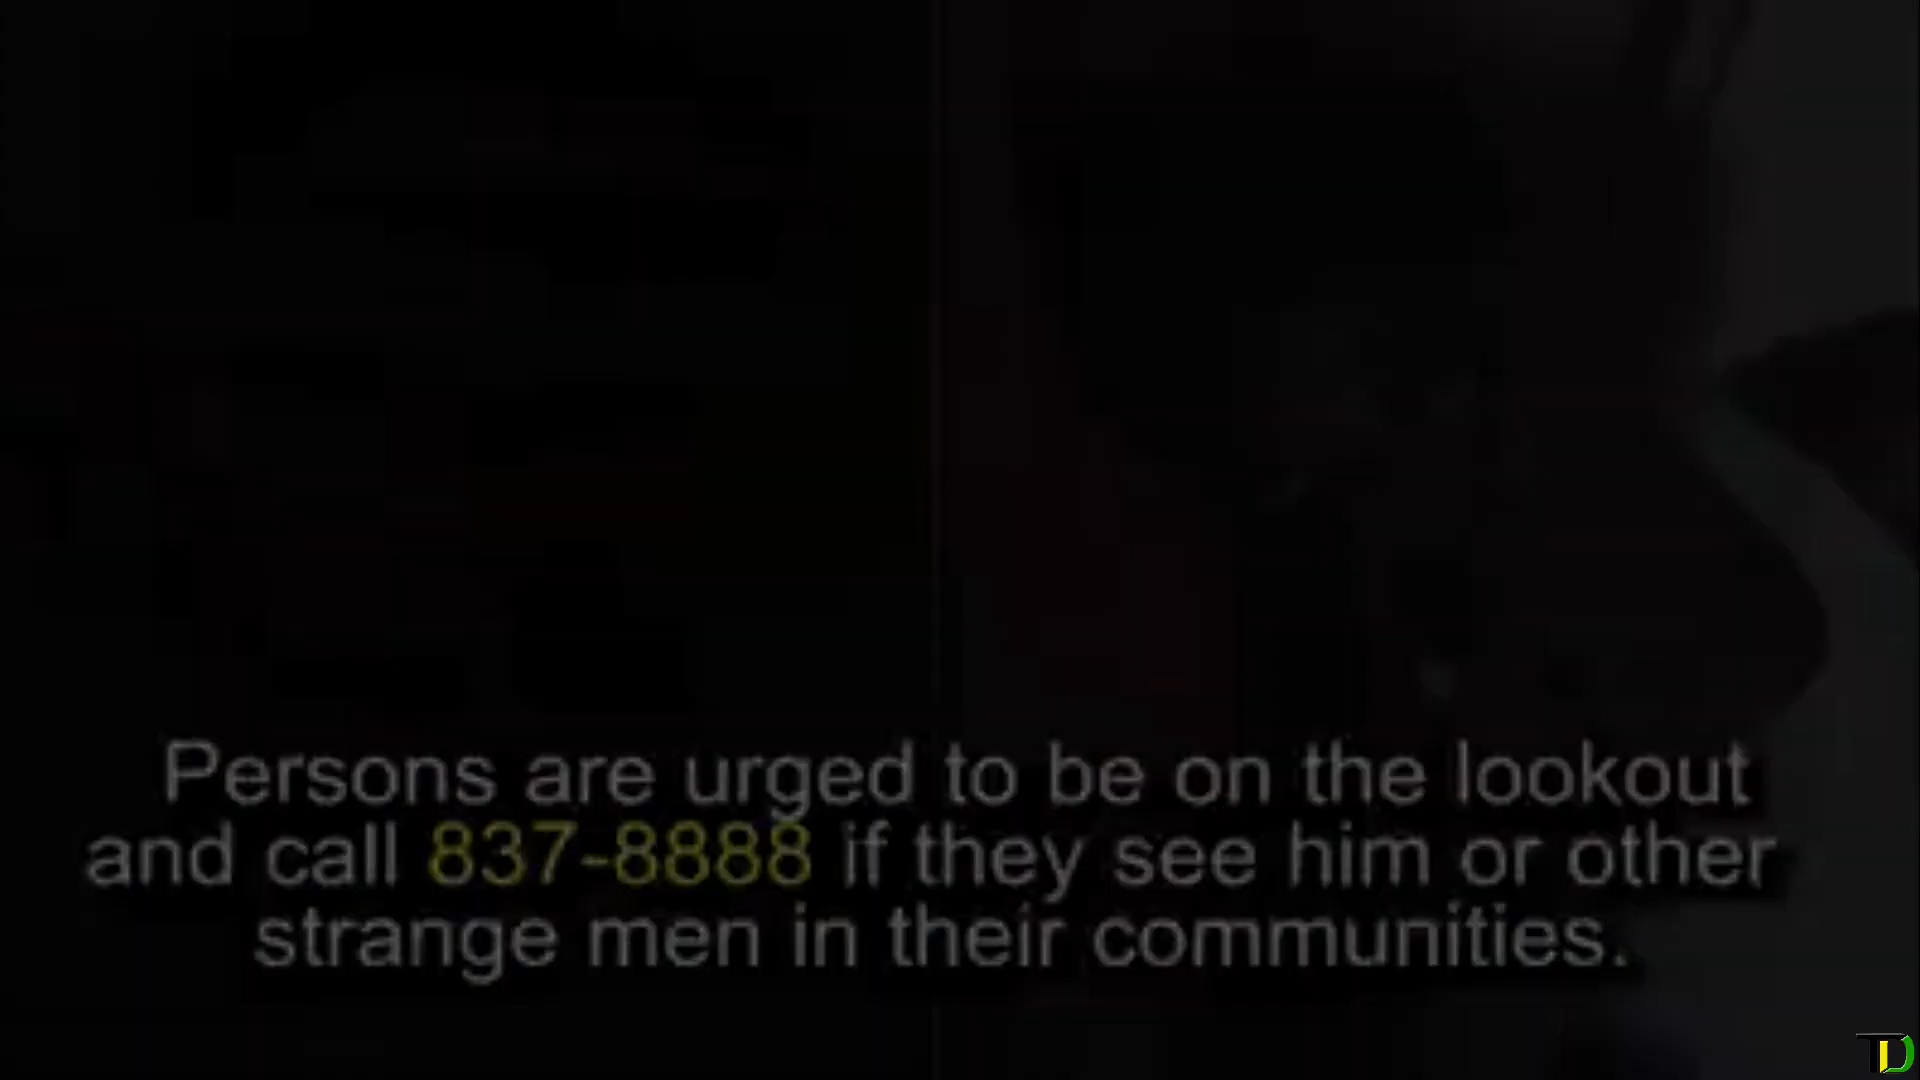 Persons are urged to be on the lookout
and call 837-8888 if they see him or other
strange men in their communities.
TD